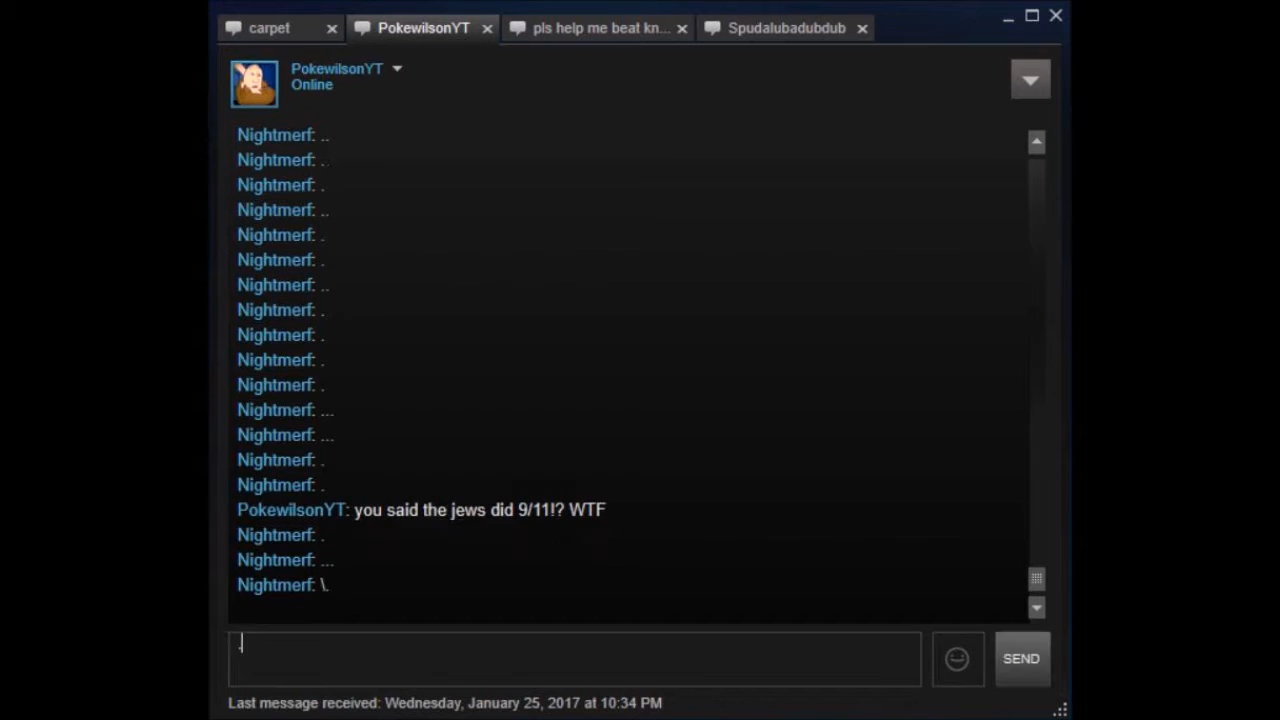 carpet
PokewilsonYT
pls help me beat kn...
Spudalubadubdub
PokewilsonYT
Online
Nightmerf: ..
Nightmerf: .
Nightmerf: .
Nightmerf: ..
Nightmerf: .
Nightmerf: .
Nightmerf: ..
Nightmerf: .
Nightmerf: .
Nightmerf: .
Nightmerf: .
Nightmerf: ...
Nightmerf: ...
Nightmerf: .
Nightmerf: .
PokewilsonYT: you said the jews did 9/11!? WTF
Nightmerf: .
Nightmerf: ...
Nightmerf: \.
.
SEND
Last message received: Wednesday, January 25, 2017 at 10:34 PM